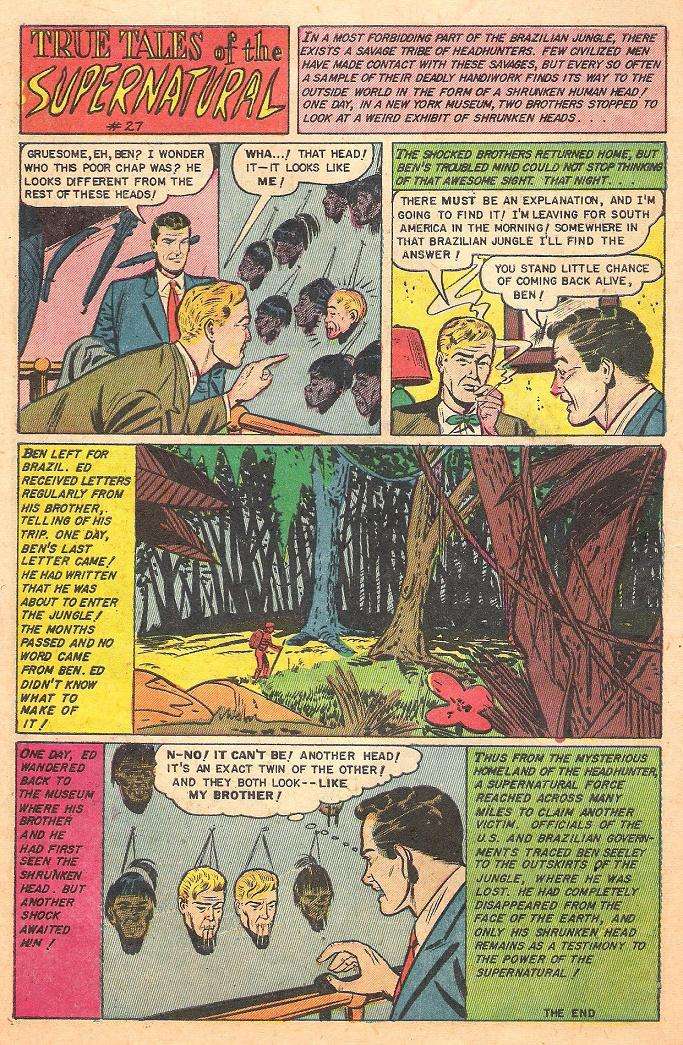 TRUE TALES of the
SUPERNATURAL
#27
IN A MOST FORBIDDING PART OF THE BRAZILIAN JUNGLE, THERE
EXISTS A SAVAGE TRIBE OF HEADHUNTERS. FEW CIVILIZED MEN
HAVE MADE CONTACT WITH THESE SAVAGES, BUT EVERY SO OFTEN
A SAMPLE OF THEIR DEADLY HANDIWORK FINDS ITS WAY TO THE
OUTSIDE WORLD IN THE FORM OF A SHRUNKEN HUMAN HEAD!
ONE DAY, IN A NEW YORK MUSEUM, TWO BROTHERS STOPPED TO
LOOK AT A WEIRD EXHIBIT OF SHRUNKEN HEADS. . .
GRUESOME, EH, BEN? I WONDER
WHO THIS POOR CHAP WAS? HE
LOOKS DIFFERENT FROM THE
REST OF THESE HEADS!
WHA...! THAT HEAD!
IT--IT LOOKS LIKE
ME!
THE SHOCKED BROTHERS RETURNED HOME, BUT
BEN'S TROUBLED MIND COULD NOT STOP THINKING
OF THAT AWESOME SIGHT. THAT NIGHT.
THERE MUST BE AN EXPLANATION, AND I'M
GOING TO FIND IT! I'M LEAVING FOR SOUTH
AMERICA IN THE MORNING! SOMEWHERE IN
THAT BRAZILIAN JUNGLE I'LL FIND THE
ANSWER!
YOU STAND LITTLE CHANCE
OF COMING BACK ALIVE,
BEN!
BEN LEFT FOR
BRAZIL. ED
RECEIVED LETTERS
REGULARLY FROM
HIS BROTHER,
TELLING OF HIS
TRIP. ONE DAY,
BEN'S LAST
LETTER CAME!
HE HAD WRITTEN
THAT HE WAS
ABOUT TO ENTER
THE JUNGLE!
THE MONTHS
PASSED AND NO
WORD CAME
FROM BEN. ED
DIDN'T KNOW
WHAT TO
MAKE OF
IT!
ONE DAY, ED
WANDERED
BACK TO
THE MUSEUM
WHERE HIS
BROTHER
AND HE
HAD FIRST
SEEN THE
SHRUNKEN
HEAD. BUT
ANOTHER
SHOCK
AWAITED
HIM!
N-NO! IT CAN'T BE! ANOTHER HEAD!
IT'S AN EXACT TWIN OF THE OTHER!
AND THEY BOTH LOOK--LIKE
MY BROTHER!
THUS FROM THE MYSTERIOUS
HOMELAND OF THE HEADHUNTER,
A SUPERNATURAL FORCE
REACHED ACROSS MANY
MILES TO CLAIM ANOTHER
VICTIM. OFFICIALS OF THE
U.S. AND BRAZILIAN GOVERN-
MENTS TRACED BEN SEELEY
TO THE OUTSKIRTS OF THE
JUNGLE, WHERE HE WAS
LOST. HE HAD COMPLETELY
DISAPPEARED FROM THE
FACE OF THE EARTH, AND
ONLY HIS SHRUNKEN HEAD
REMAINS AS A TESTIMONY TO
THE POWER OF THE
SUPERNATURAL!
THE END